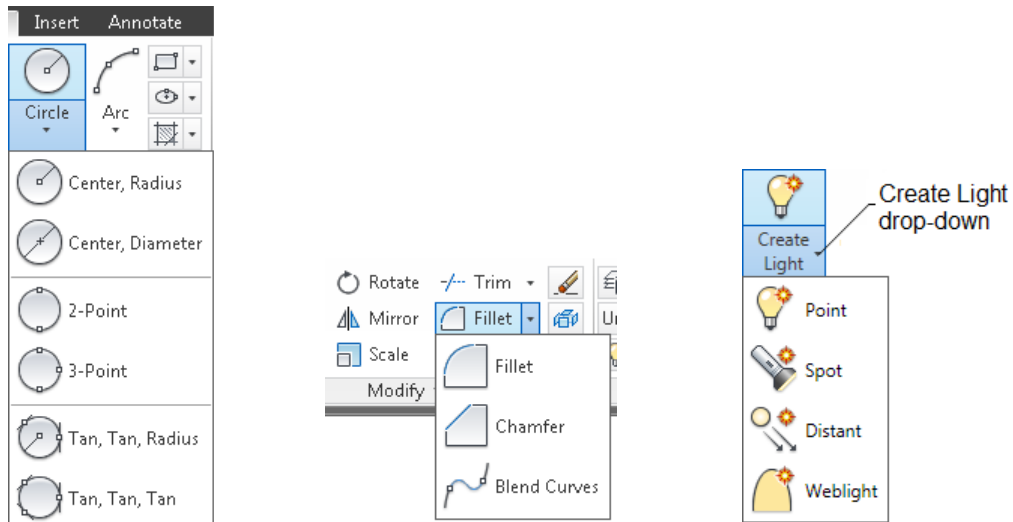 Insert Annotate
Circle
Arc
Center, Radius
Center, Diameter
2-Point
3-Point
Tan, Tan, Radius
Tan, Tan, Tan
Rotate
Trim
Mirror
Fillet
Scale
Modify
Fillet
Chamfer
Blend Curves
Create
Light
Create Light
drop-down
Point
Spot
Distant
Weblight